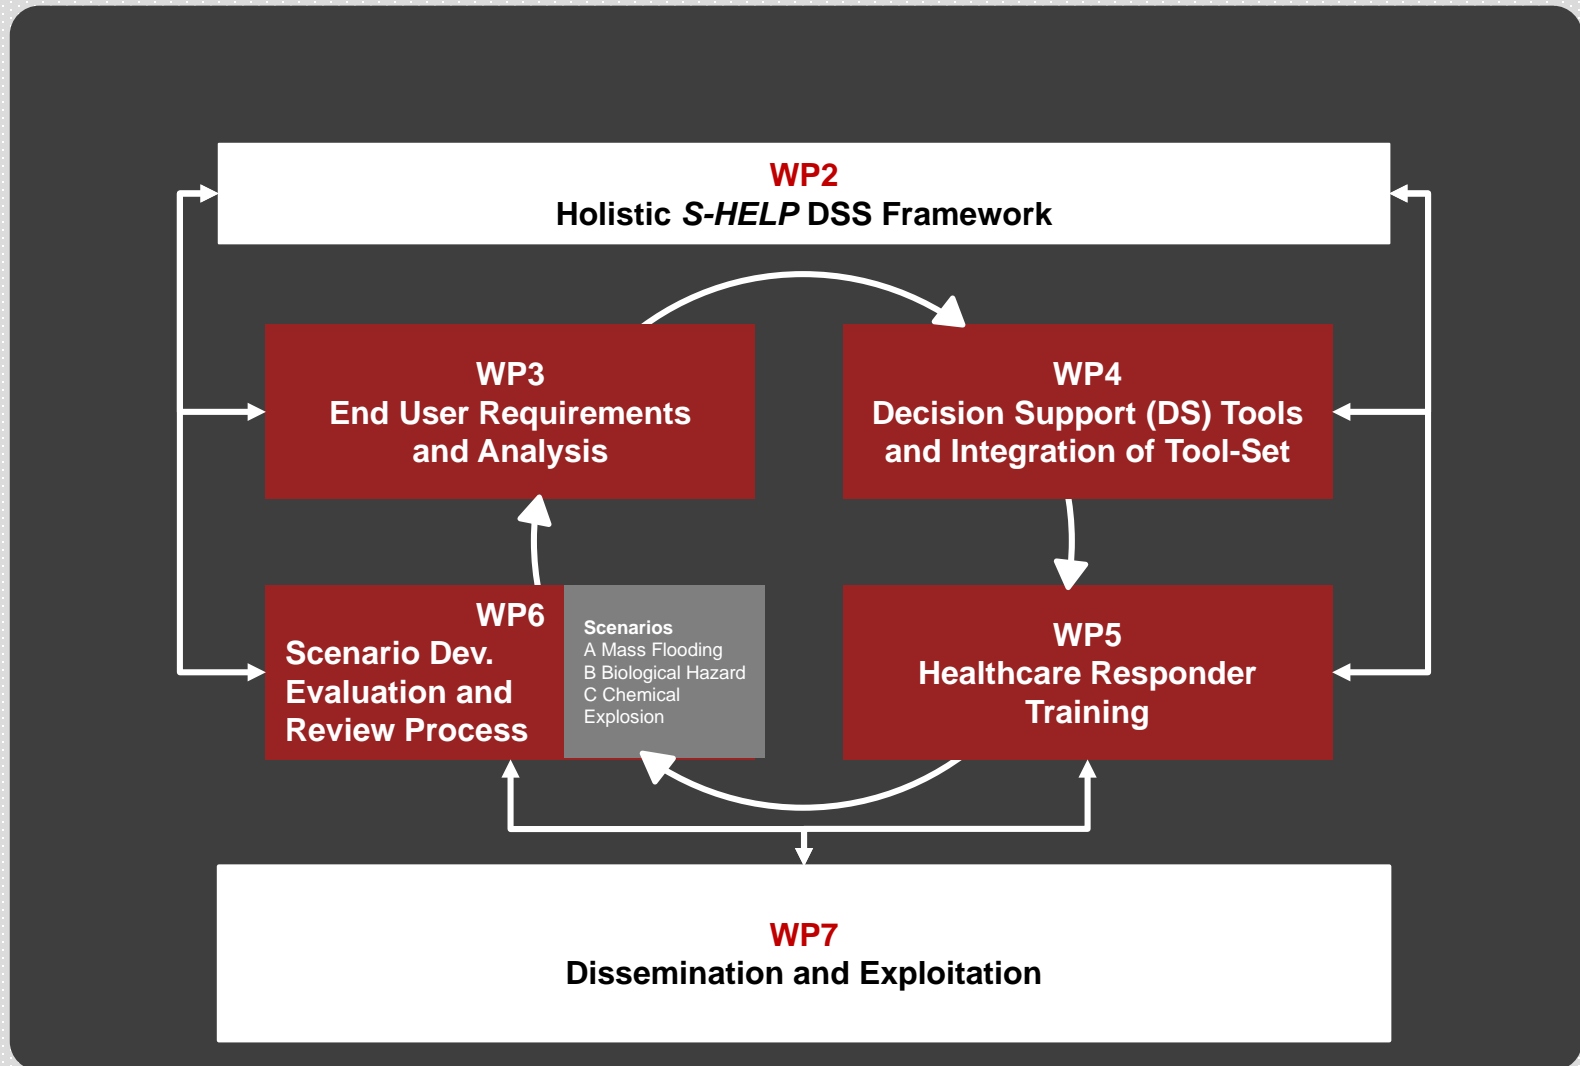 WP2
Holistic S-HELP DSS Framework
WP3
End User Requirements
and Analysis
WP4
Decision Support (DS) Tools
and Integration of Tool-Set
WP6
Scenario Dev.
Evaluation and
Review Process
Scenarios
A Mass Flooding
B Biological Hazard
C Chemical
Explosion
WP5
Healthcare Responder
Training
WP7
Dissemination and Exploitation